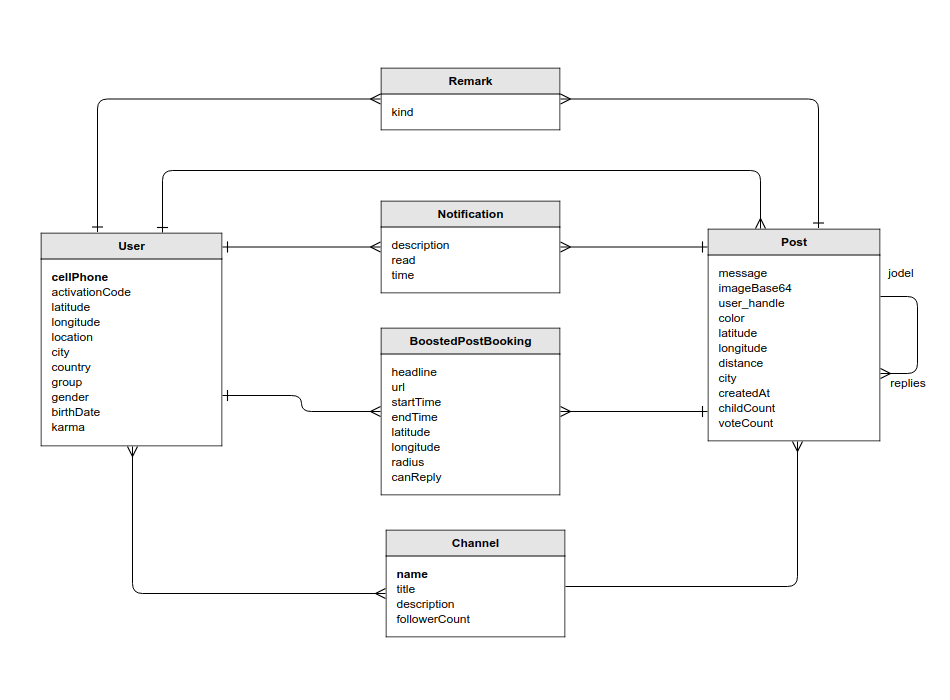 Remark
kind
Notification
description
read
time
User
cellPhone
activationCode
latitude
longitude
location
city
country
group
gender
birthDate
karma
Post
message
imageBase64
user_handle
color
latitude
longitude
distance
city
createdAt
childCount
voteCount
jodel
replies
BoostedPostBooking
headline
url
startTime
endTime
latitude
longitude
radius
canReply
Channel
name
title
description
followerCount